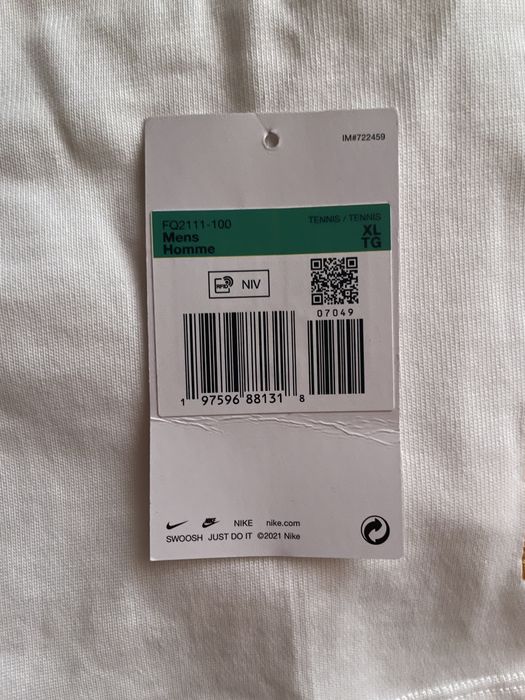 IM#722459
FQ2111-100 TENNIS / TENNIS
Mens XL
Homme TG
RFID NIV
07049
1 97596 88131 8
NIKE nike.com
SWOOSH JUST DO IT ©2021 Nike